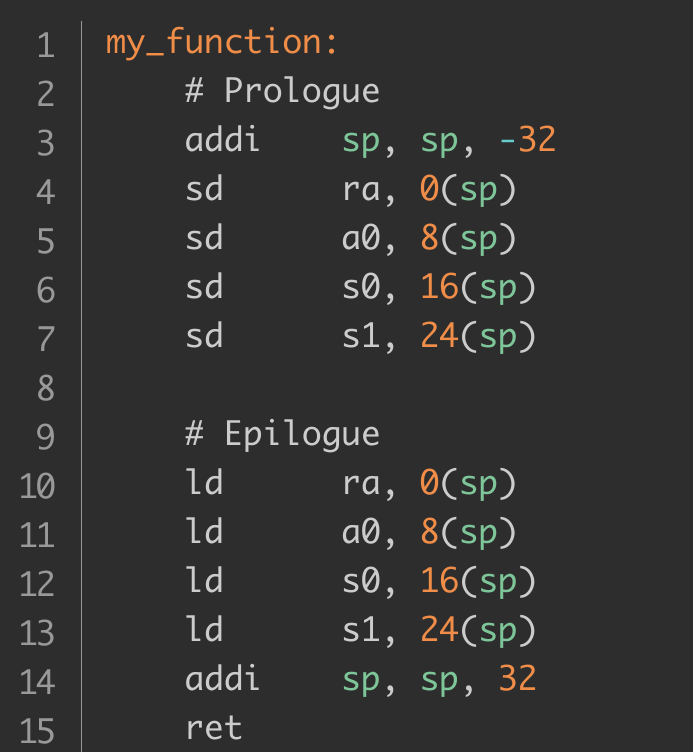 1 my_function:
2 # Prologue
3 addi sp, sp, -32
4 sd ra, 0(sp)
5 sd a0, 8(sp)
6 sd s0, 16(sp)
7 sd s1, 24(sp)
8
9 # Epilogue
10 ld ra, 0(sp)
11 ld a0, 8(sp)
12 ld s0, 16(sp)
13 ld s1, 24(sp)
14 addi sp, sp, 32
15 ret